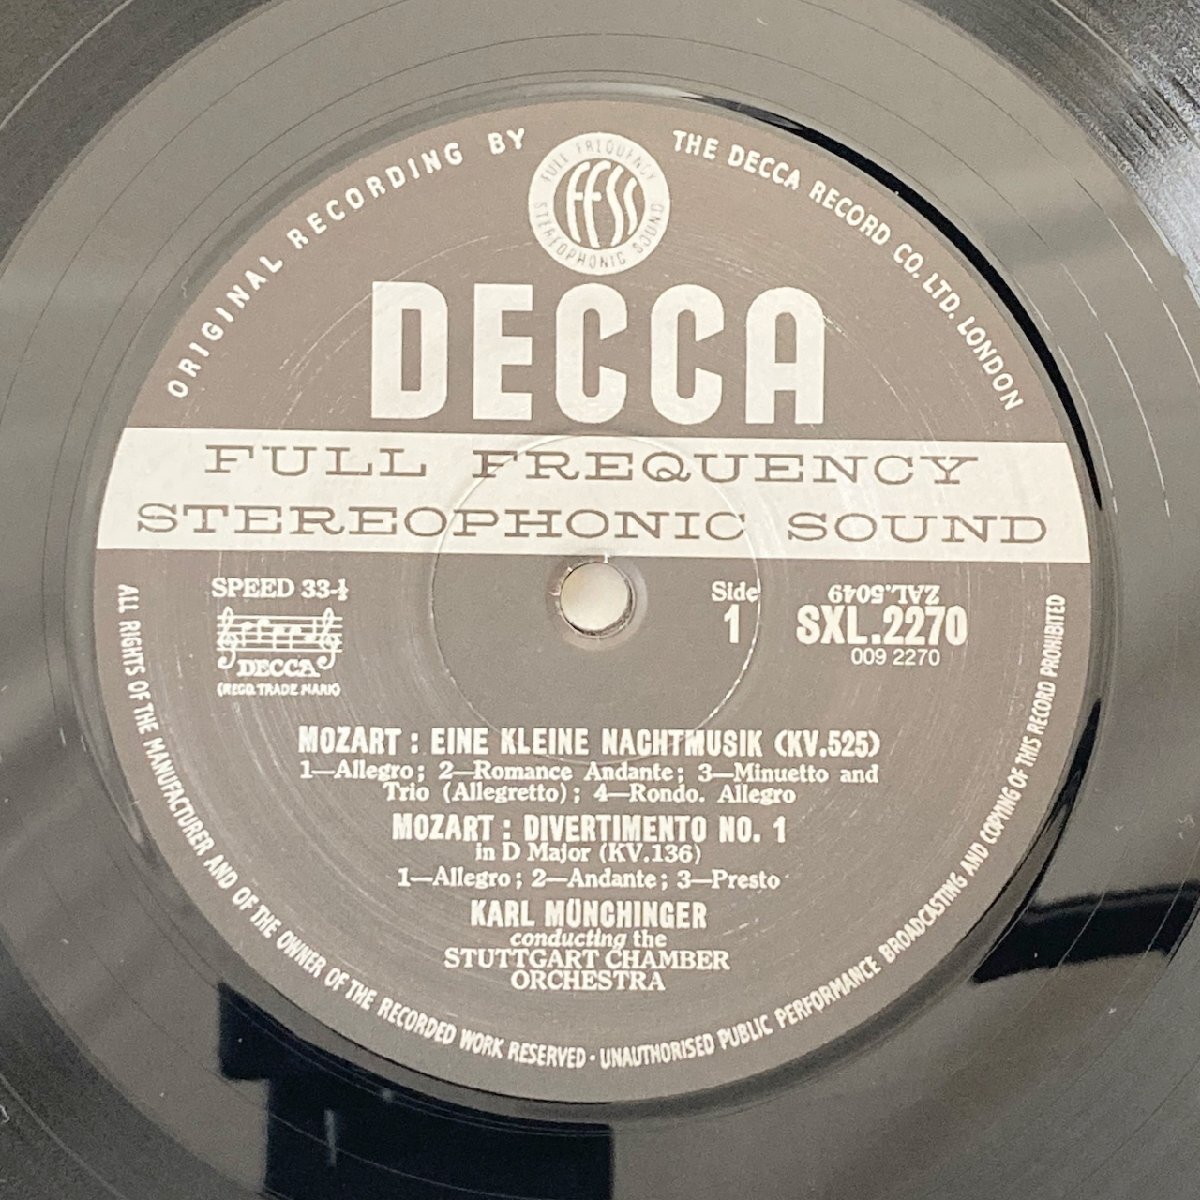 ORIGINAL RECORDING BY THE DECCA RECORD CO. LTD. LONDON
FULL FREQUENCY
FFSS
STEREOPHONIC SOUND
DECCA
FULL FREQUENCY
STEREOPHONIC SOUND
SPEED 33-⅓
DECCA
(REGD. TRADE MARK)
Side
1
ZAL.5049
SXL.2270
009 2270
MOZART : EINE KLEINE NACHTMUSIK (KV.525)
1—Allegro; 2—Romance Andante; 3—Minuetto and
Trio (Allegretto); 4—Rondo. Allegro
MOZART : DIVERTIMENTO NO. 1
in D Major (KV.136)
1—Allegro; 2—Andante; 3—Presto
KARL MÜNCHINGER
conducting the
STUTTGART CHAMBER
ORCHESTRA
ALL RIGHTS OF THE MANUFACTURER AND OF THE OWNER OF THE RECORDED WORK RESERVED · UNAUTHORISED PUBLIC PERFORMANCE BROADCASTING AND COPYING OF THIS RECORD PROHIBITED